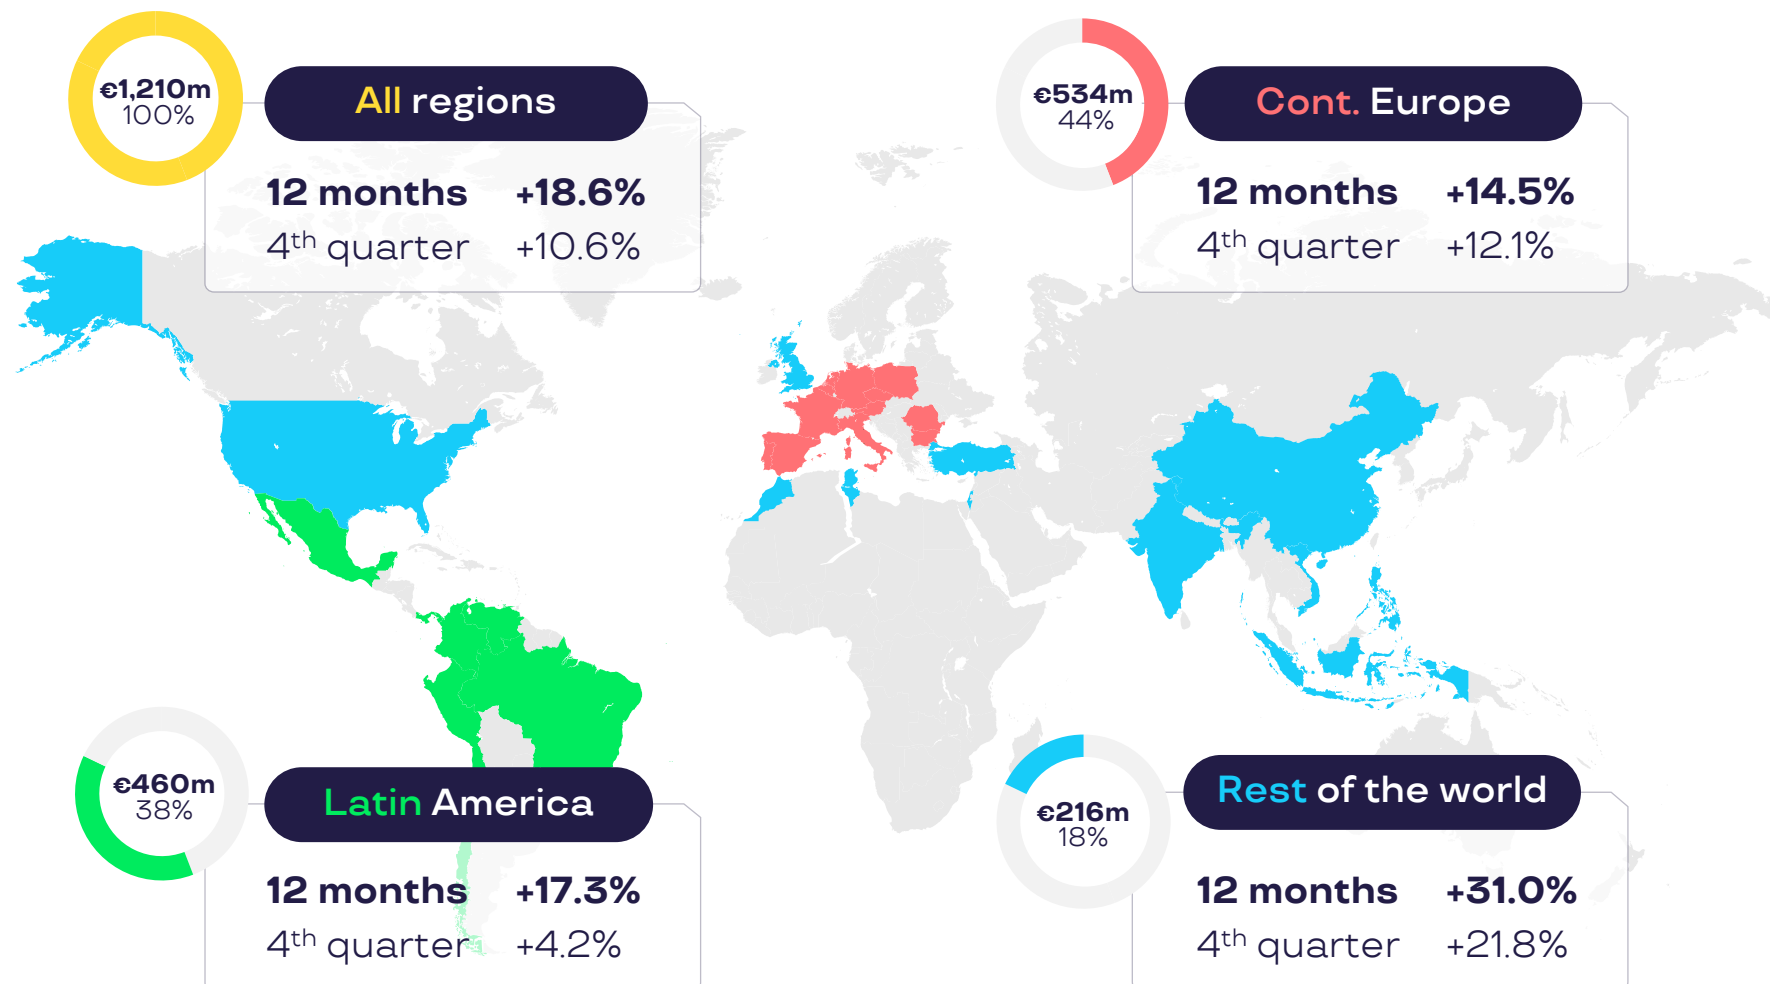 €1,210m
100%
All regions
12 months +18.6%
4th quarter +10.6%
€534m
44%
Cont. Europe
12 months +14.5%
4th quarter +12.1%
€460m
38%
Latin America
12 months +17.3%
4th quarter +4.2%
€216m
18%
Rest of the world
12 months +31.0%
4th quarter +21.8%